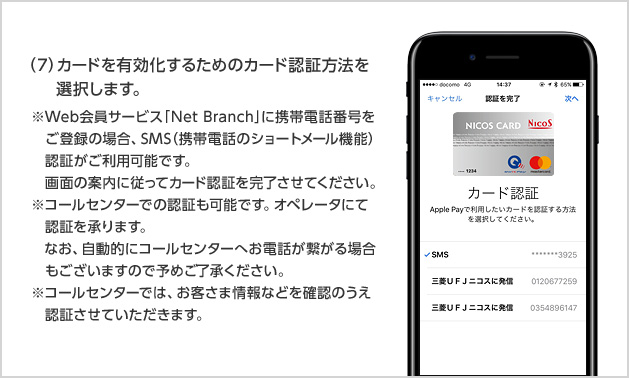 （7）カードを有効化するためのカード認証方法を
選択します。
※Web会員サービス「Net Branch」に携帯電話番号を
ご登録の場合、SMS（携帯電話のショートメール機能）
認証がご利用可能です。
画面の案内に従ってカード認証を完了させてください。
※コールセンターでの認証も可能です。オペレータにて
認証を承ります。
なお、自動的にコールセンターへお電話が繋がる場合
もございますので予めご了承ください。
※コールセンターでは、お客さま情報などを確認のうえ
認証させていただきます。
docomo 4G 14:37 65%
キャンセル 認証を完了 次へ
NICOS CARD NICOS
1234
mastercard
カード認証
Apple Payで利用したいカードを認証する方法
を選択してください。
SMS *******3925
三菱ＵＦＪニコスに発信 0120677259
三菱ＵＦＪニコスに発信 0354896147